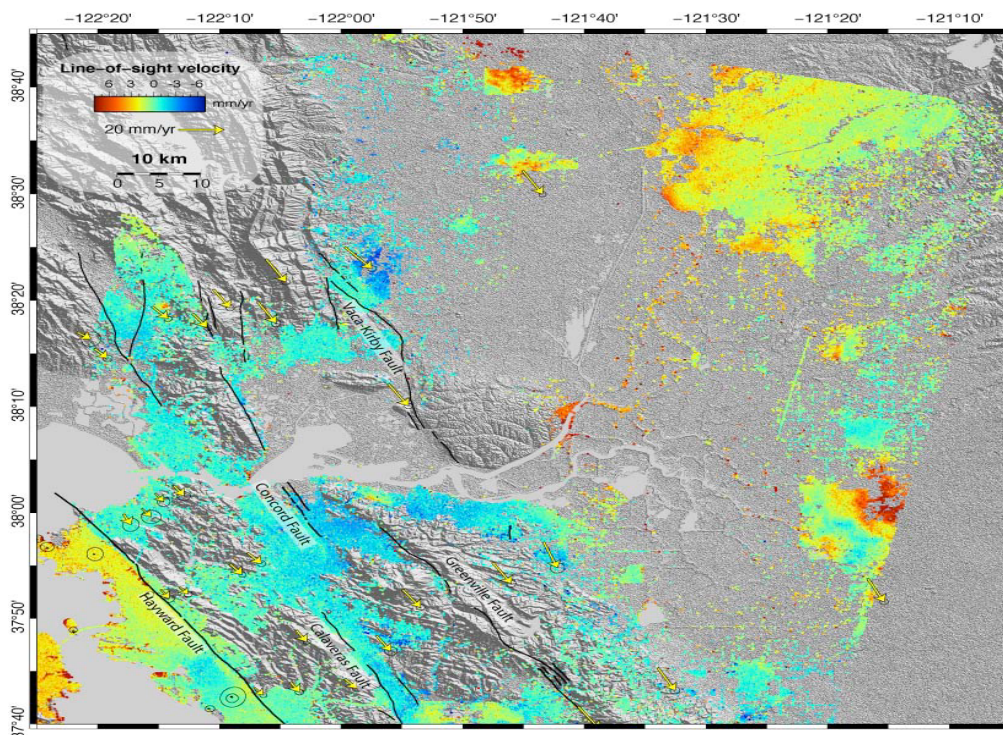 -122°20' -122°10' -122°00' -121°50' -121°40' -121°30' -121°20' -121°10'
38°40'
Line-of-sight velocity
6 3 0 -3 -6
mm/yr
20 mm/yr
10 km
0 5 10
38°30'
38°20'
Vaca-Kirby Fault
38°10'
38°00'
Concord Fault
Greenville Fault
37°50'
Hayward Fault
Calaveras Fault
37°40'